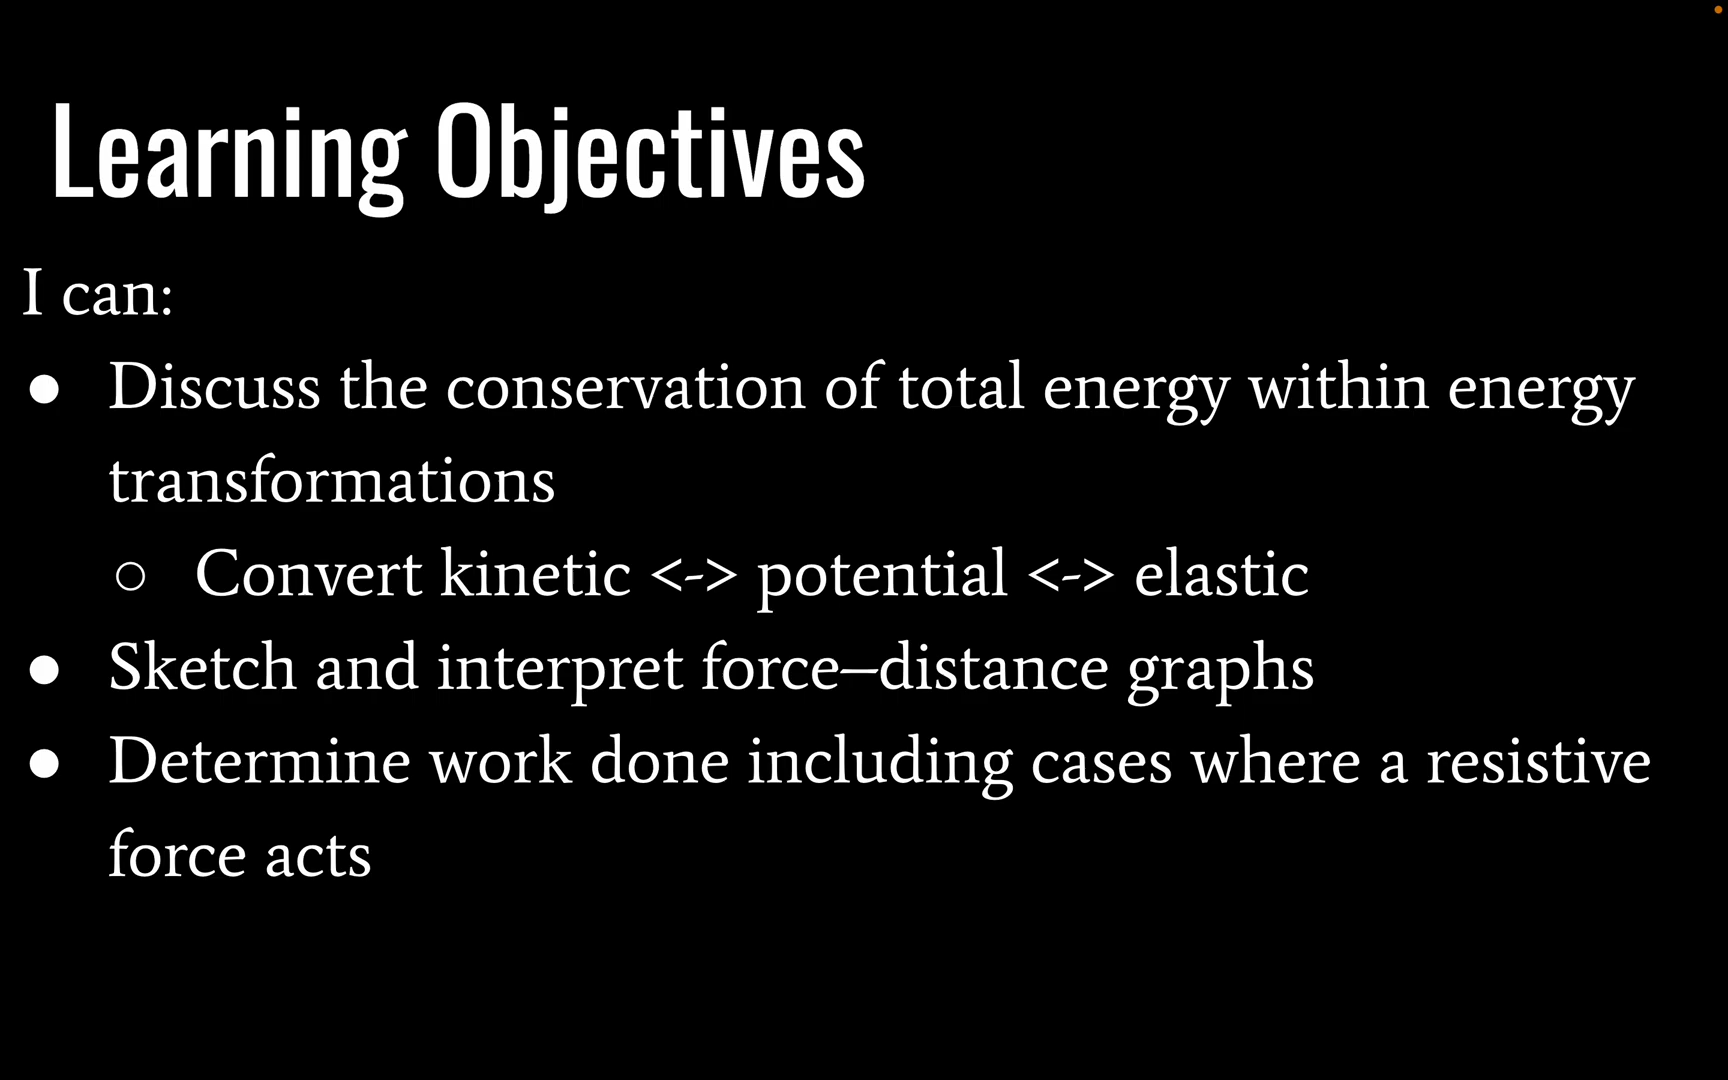 Learning Objectives
I can:
● Discuss the conservation of total energy within energy
transformations
○ Convert kinetic <-> potential <-> elastic
● Sketch and interpret force–distance graphs
● Determine work done including cases where a resistive
force acts